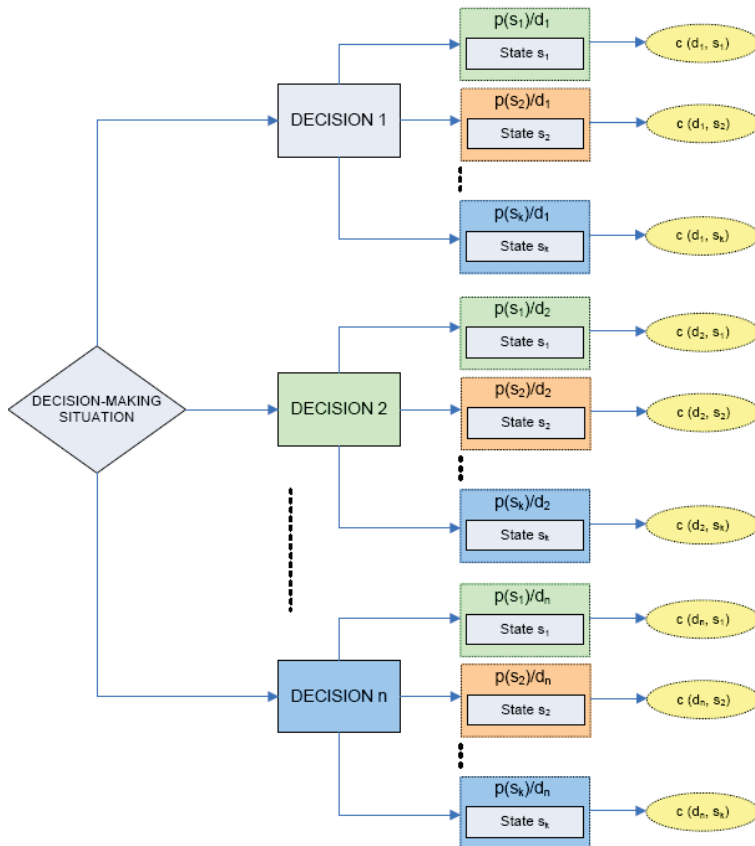 p(s₁)/d₁
State s₁
c (d₁, s₁)
DECISION 1
p(s₂)/d₁
State s₂
c (d₁, s₂)
p(sₖ)/d₁
State sₖ
c (d₁, sₖ)
DECISION-MAKING
SITUATION
p(s₁)/d₂
State s₁
c (d₂, s₁)
DECISION 2
p(s₂)/d₂
State s₂
c (d₂, s₂)
p(sₖ)/d₂
State sₖ
c (d₂, sₖ)
p(s₁)/dₙ
State s₁
c (dₙ, s₁)
DECISION n
p(s₂)/dₙ
State s₂
c (dₙ, s₂)
p(sₖ)/dₙ
State sₖ
c (dₙ, sₖ)